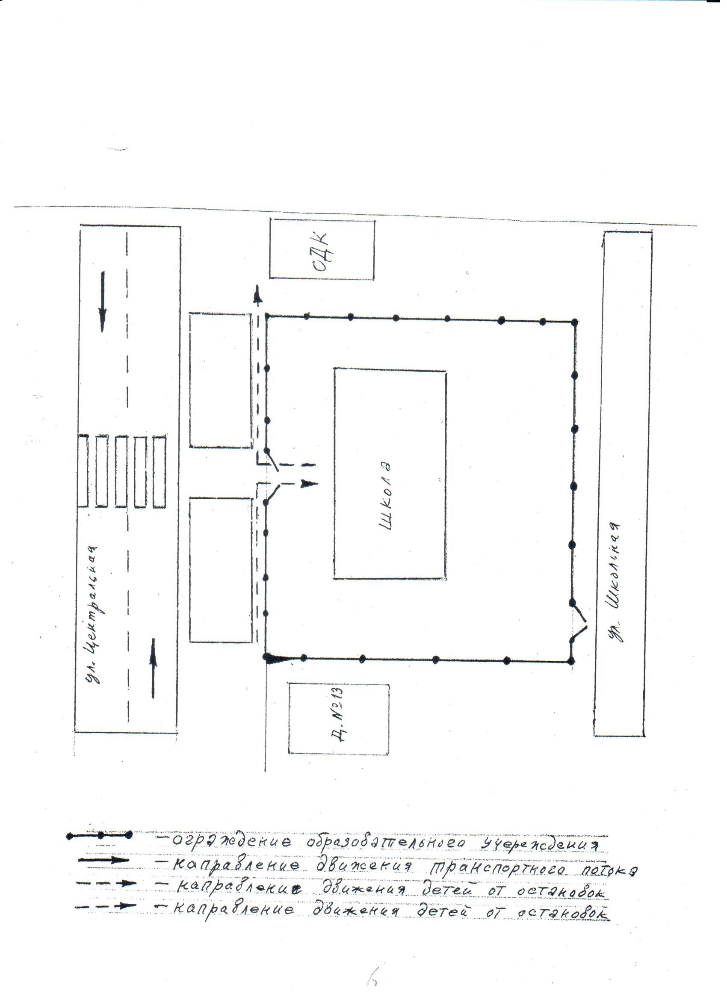 СДК
школа
ул. Центральная
ул. Школьная
Д. №13
- ограждение образовательного учереждения
- направление движения транспортного потока
- направление движения детей от остановок
- направление движения детей от остановок
6